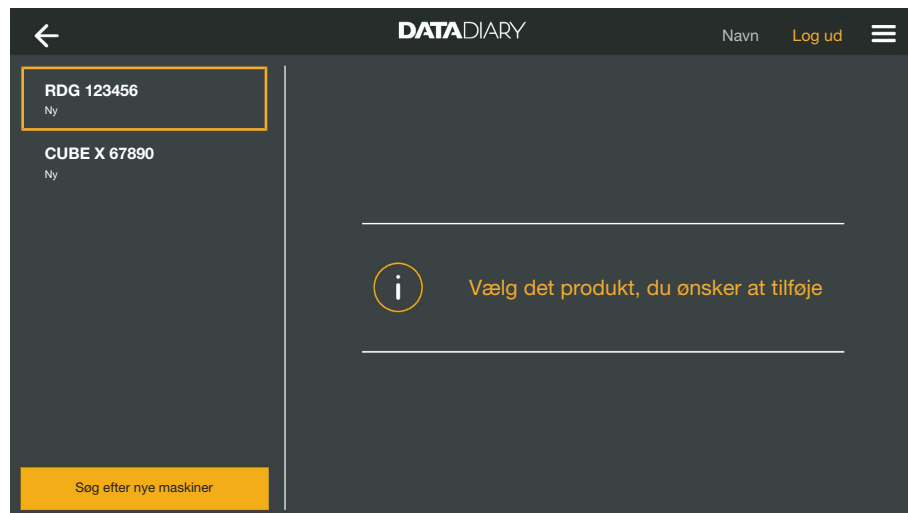 DATADIARY
Navn
Log ud
RDG 123456
Ny
CUBE X 67890
Ny
i
Vælg det produkt, du ønsker at tilføje
Søg efter nye maskiner